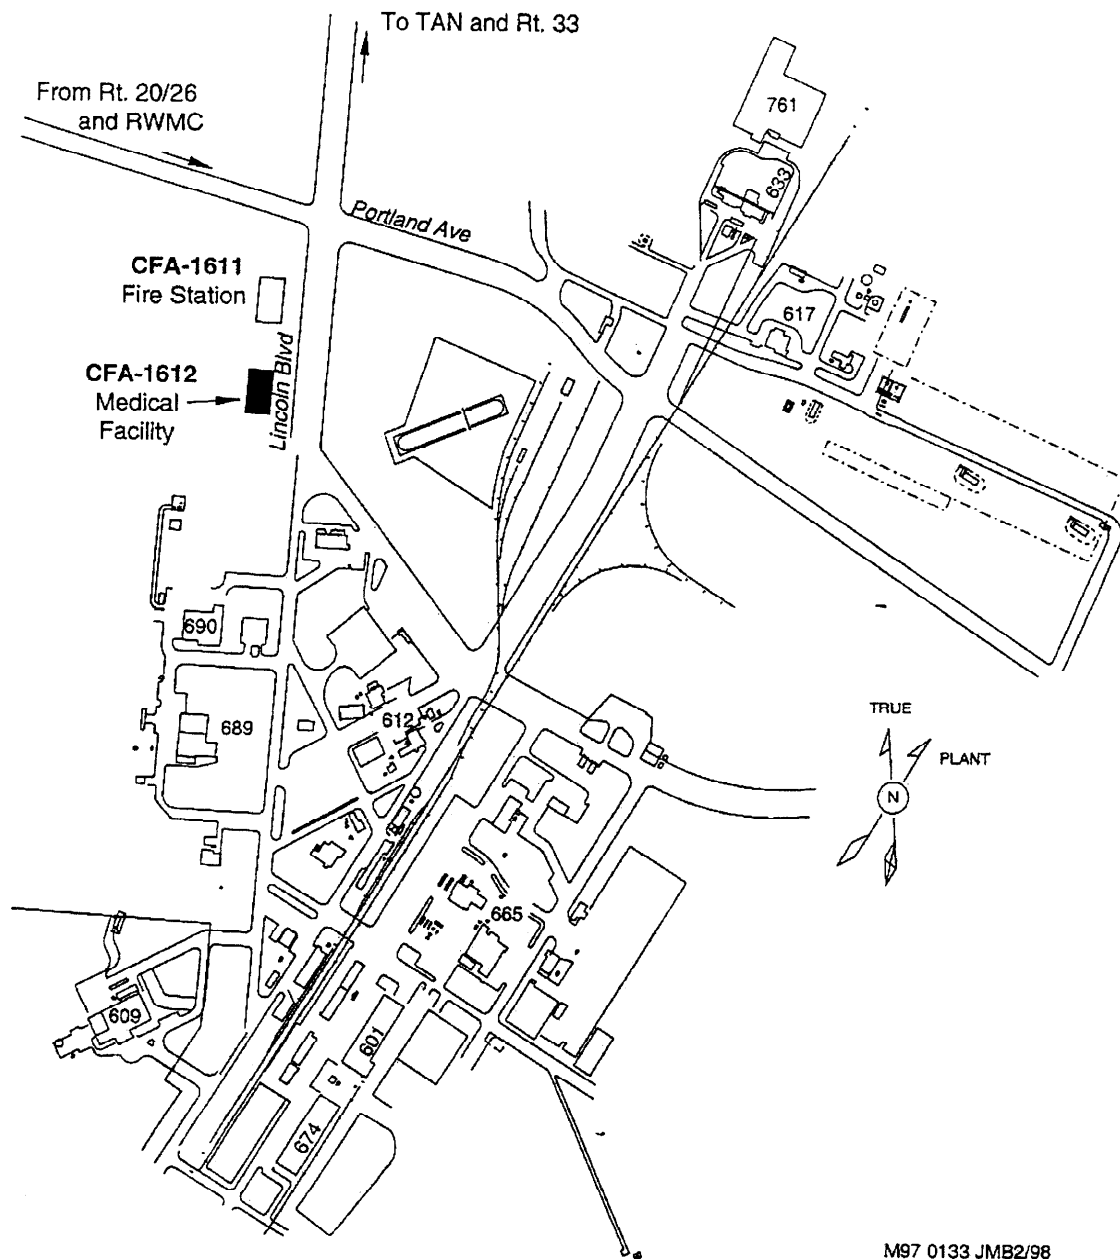 To TAN and Rt. 33
From Rt. 20/26
and RWMC
761
633
Portland Ave
CFA-1611
Fire Station
617
Lincoln Blvd
CFA-1612
Medical
Facility
690
612
689
TRUE
PLANT
N
665
609
601
674
M97 0133 JMB2/98